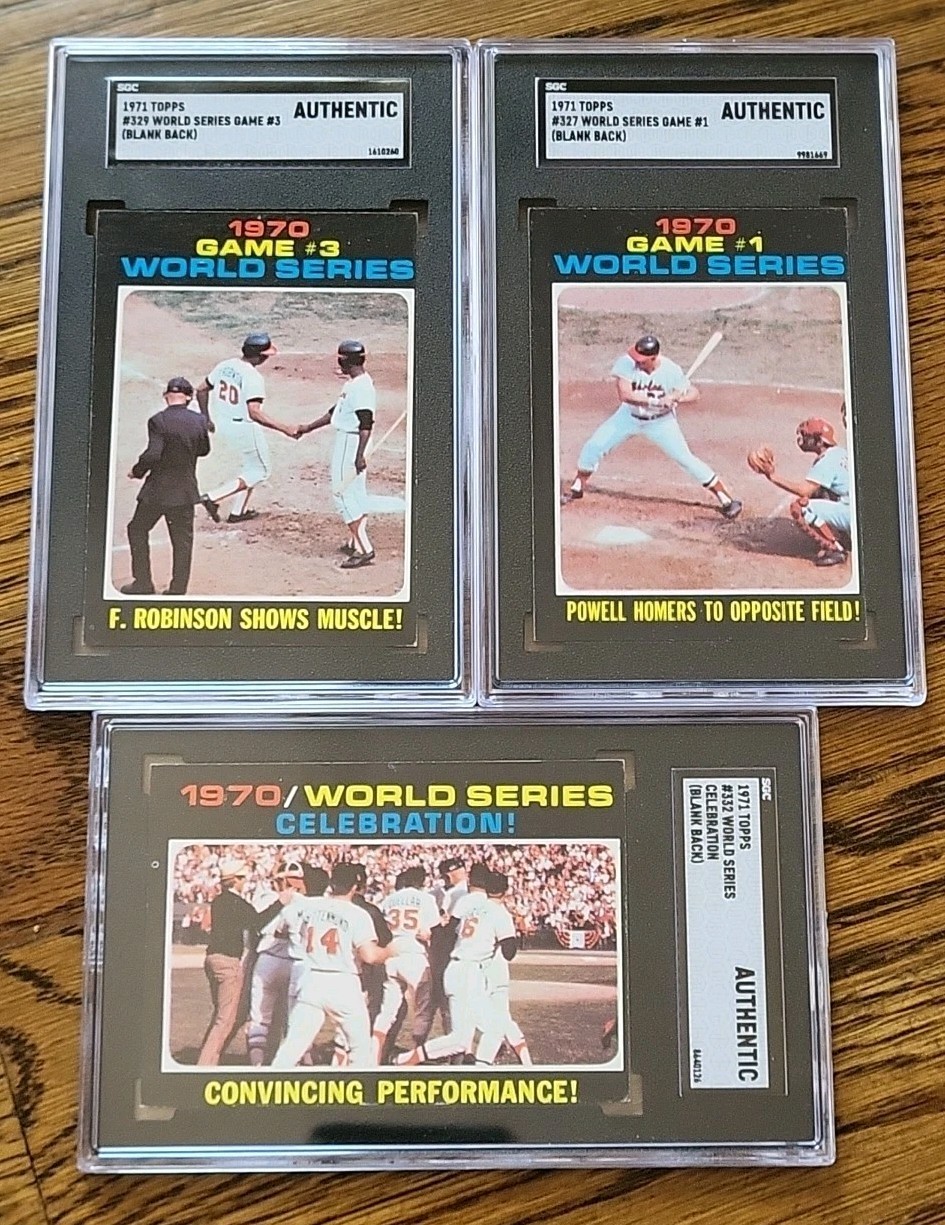 SGC
1971 TOPPS
#329 WORLD SERIES GAME #3
(BLANK BACK)
AUTHENTIC
1610260
1970
GAME #3
WORLD SERIES
20
F. ROBINSON SHOWS MUSCLE!
SGC
1971 TOPPS
#327 WORLD SERIES GAME #1
(BLANK BACK)
AUTHENTIC
9981669
1970
GAME #1
WORLD SERIES
POWELL HOMERS TO OPPOSITE FIELD!
1970/WORLD SERIES
CELEBRATION!
14
35
6
CONVINCING PERFORMANCE!
SGC
1971 TOPPS
#332 WORLD SERIES
CELEBRATION
(BLANK BACK)
AUTHENTIC
6640126